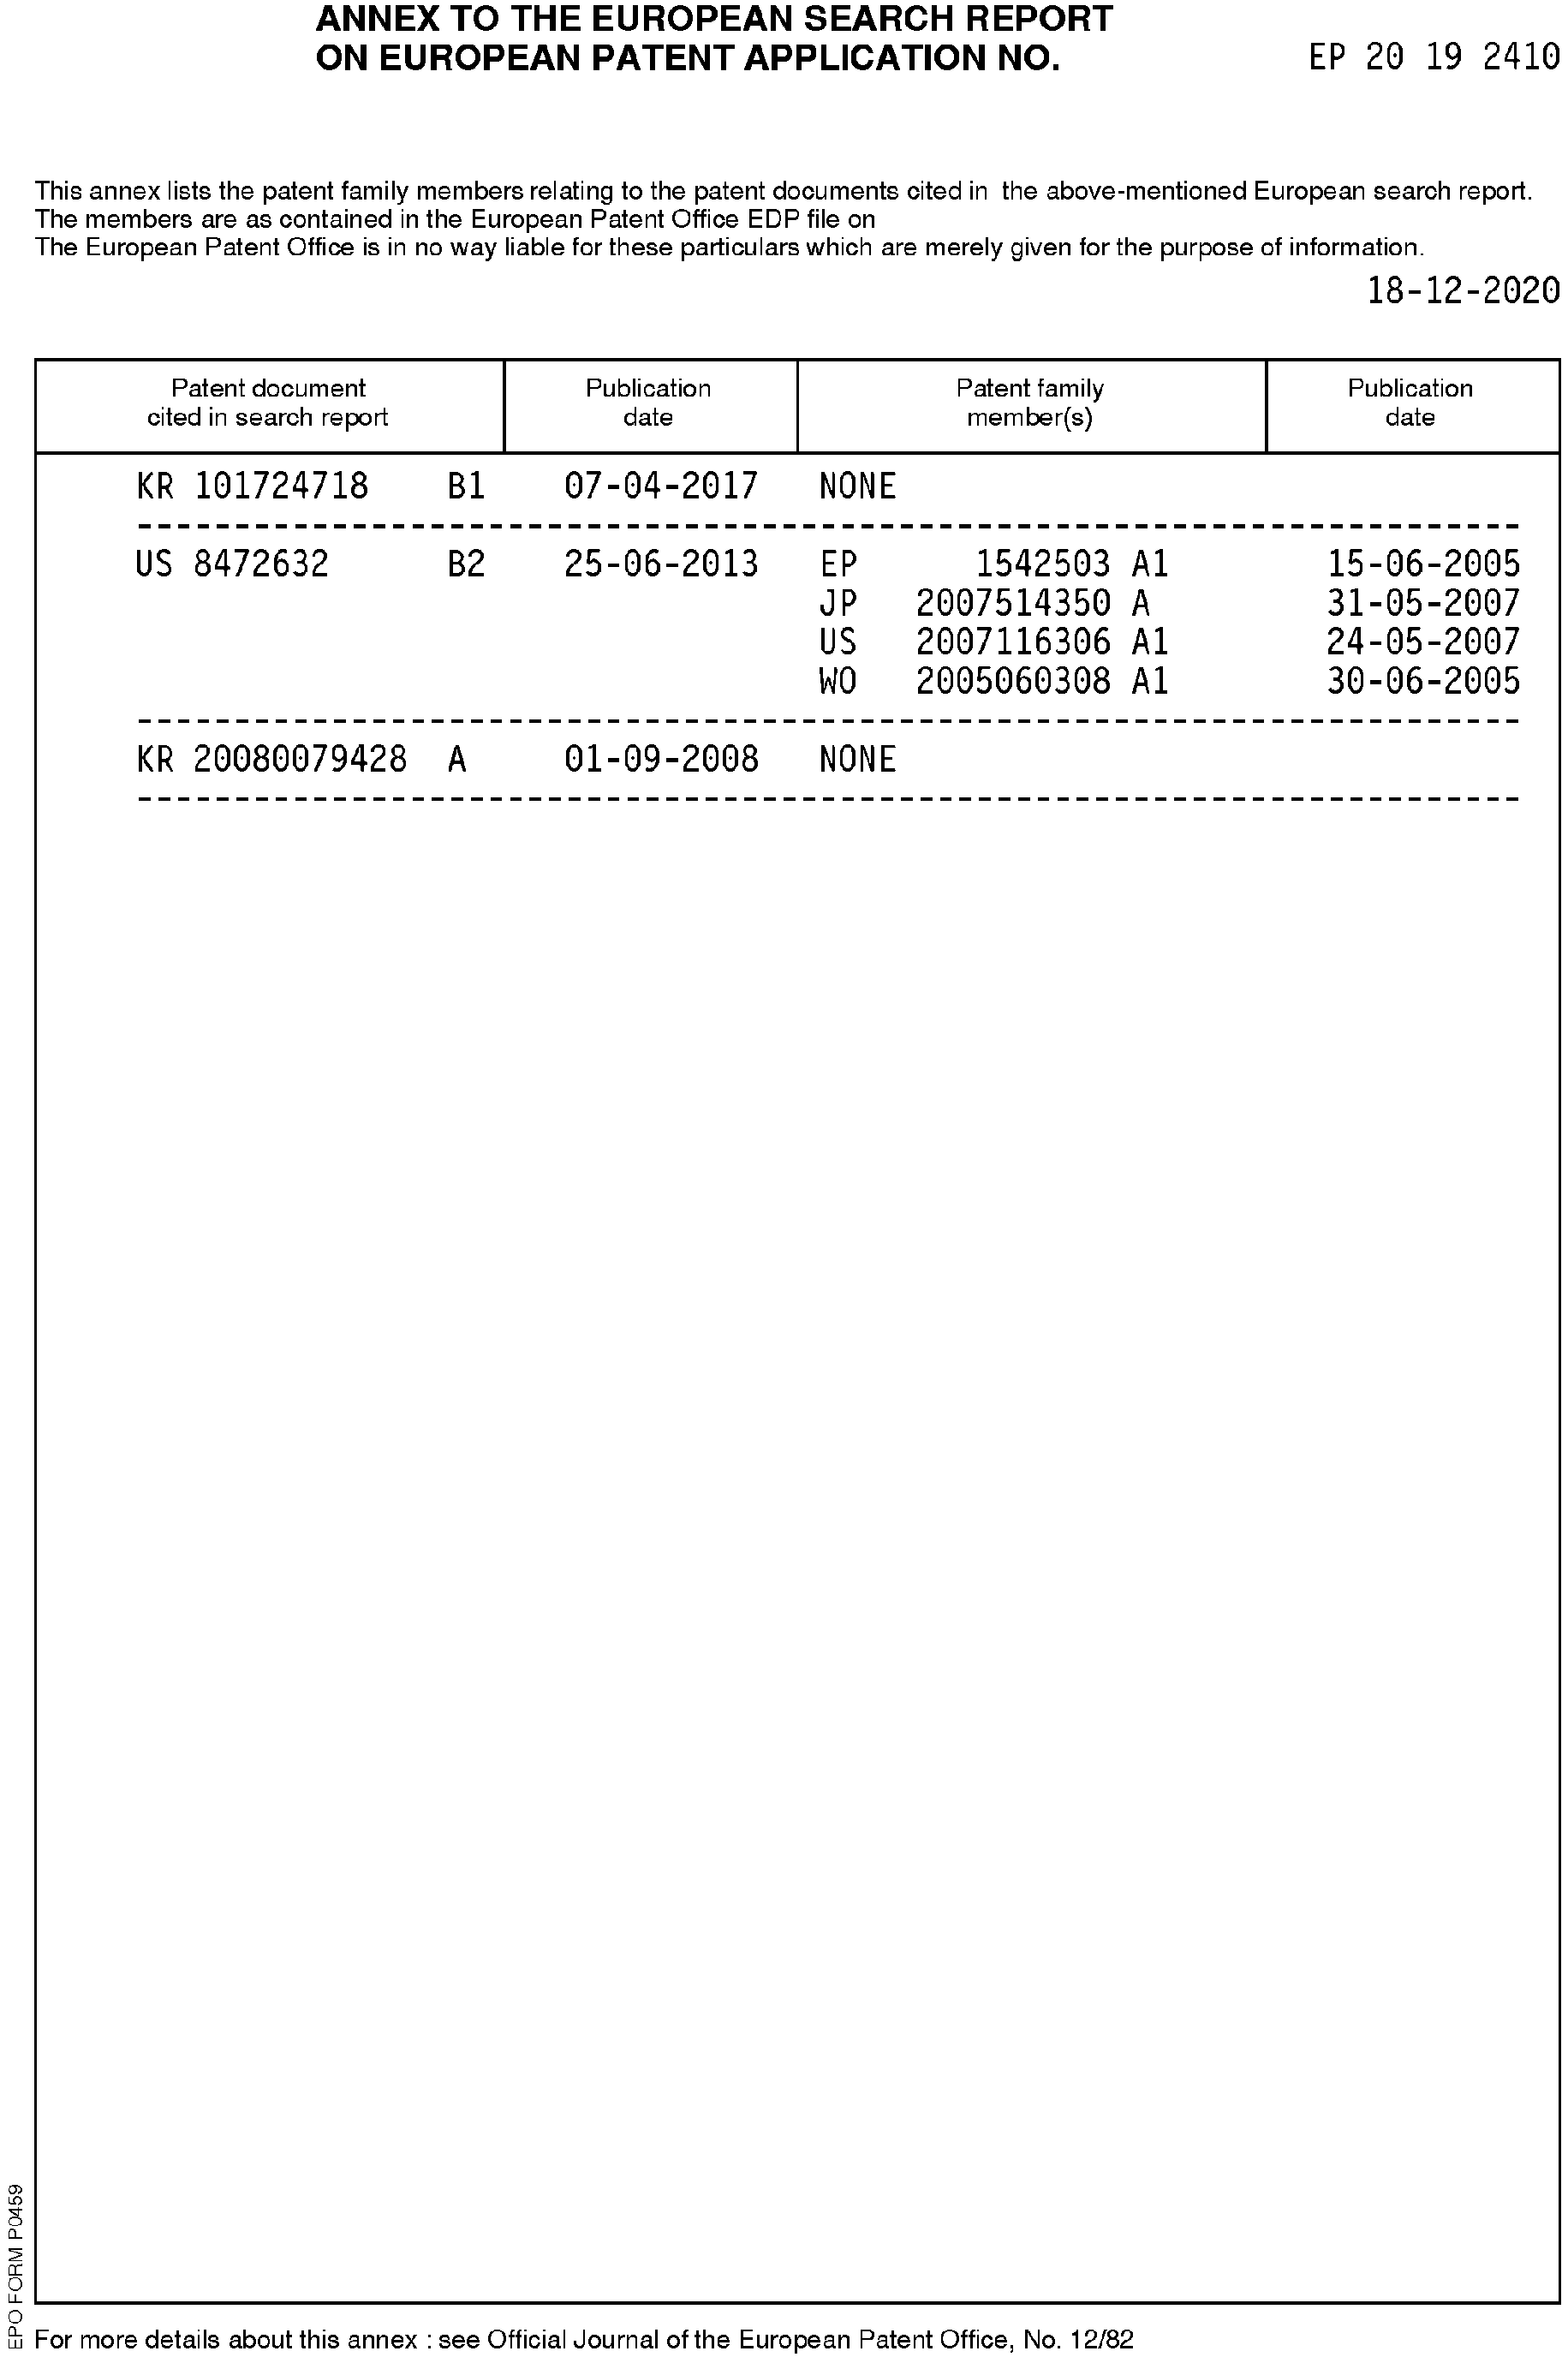 ANNEX TO THE EUROPEAN SEARCH REPORT
ON EUROPEAN PATENT APPLICATION NO. EP 20 19 2410
This annex lists the patent family members relating to the patent documents cited in the above-mentioned European search report.
The members are as contained in the European Patent Office EDP file on
The European Patent Office is in no way liable for these particulars which are merely given for the purpose of information.
18-12-2020
Patent document cited in search report Publication date Patent family member(s) Publication date
KR 101724718 B1 07-04-2017 NONE
US 8472632 B2 25-06-2013 EP 1542503 A1 15-06-2005
JP 2007514350 A 31-05-2007
US 2007116306 A1 24-05-2007
WO 2005060308 A1 30-06-2005
KR 20080079428 A 01-09-2008 NONE
EPO FORM P0459
For more details about this annex : see Official Journal of the European Patent Office, No. 12/82